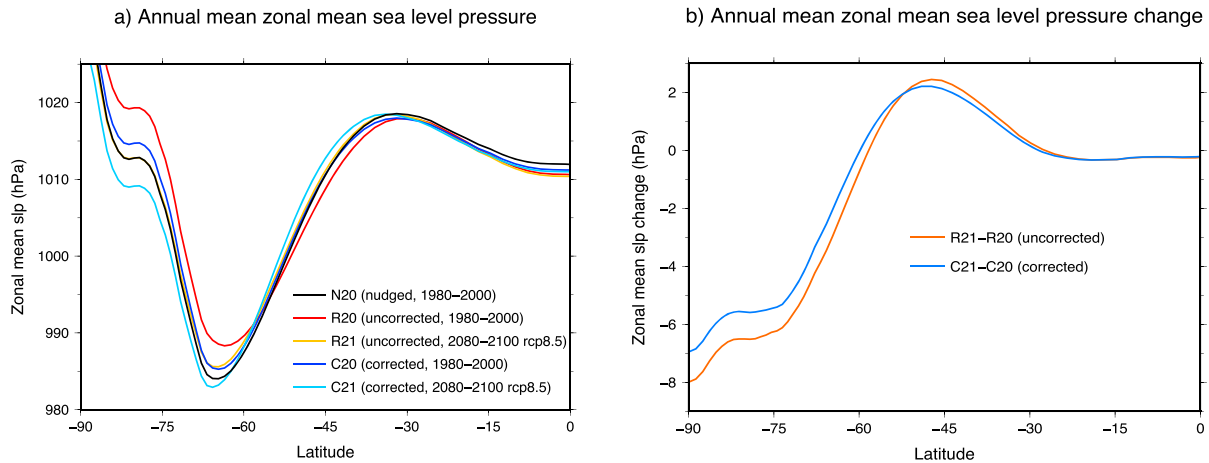 a) Annual mean zonal mean sea level pressure
Zonal mean slp (hPa)
1020
1010
1000
990
980
N20 (nudged, 1980−2000)
R20 (uncorrected, 1980−2000)
R21 (uncorrected, 2080−2100 rcp8.5)
C20 (corrected, 1980−2000)
C21 (corrected, 2080−2100 rcp8.5)
−90 −75 −60 −45 −30 −15 0
Latitude
b) Annual mean zonal mean sea level pressure change
Zonal mean slp change (hPa)
2
0
−2
−4
−6
−8
R21−R20 (uncorrected)
C21−C20 (corrected)
−90 −75 −60 −45 −30 −15 0
Latitude